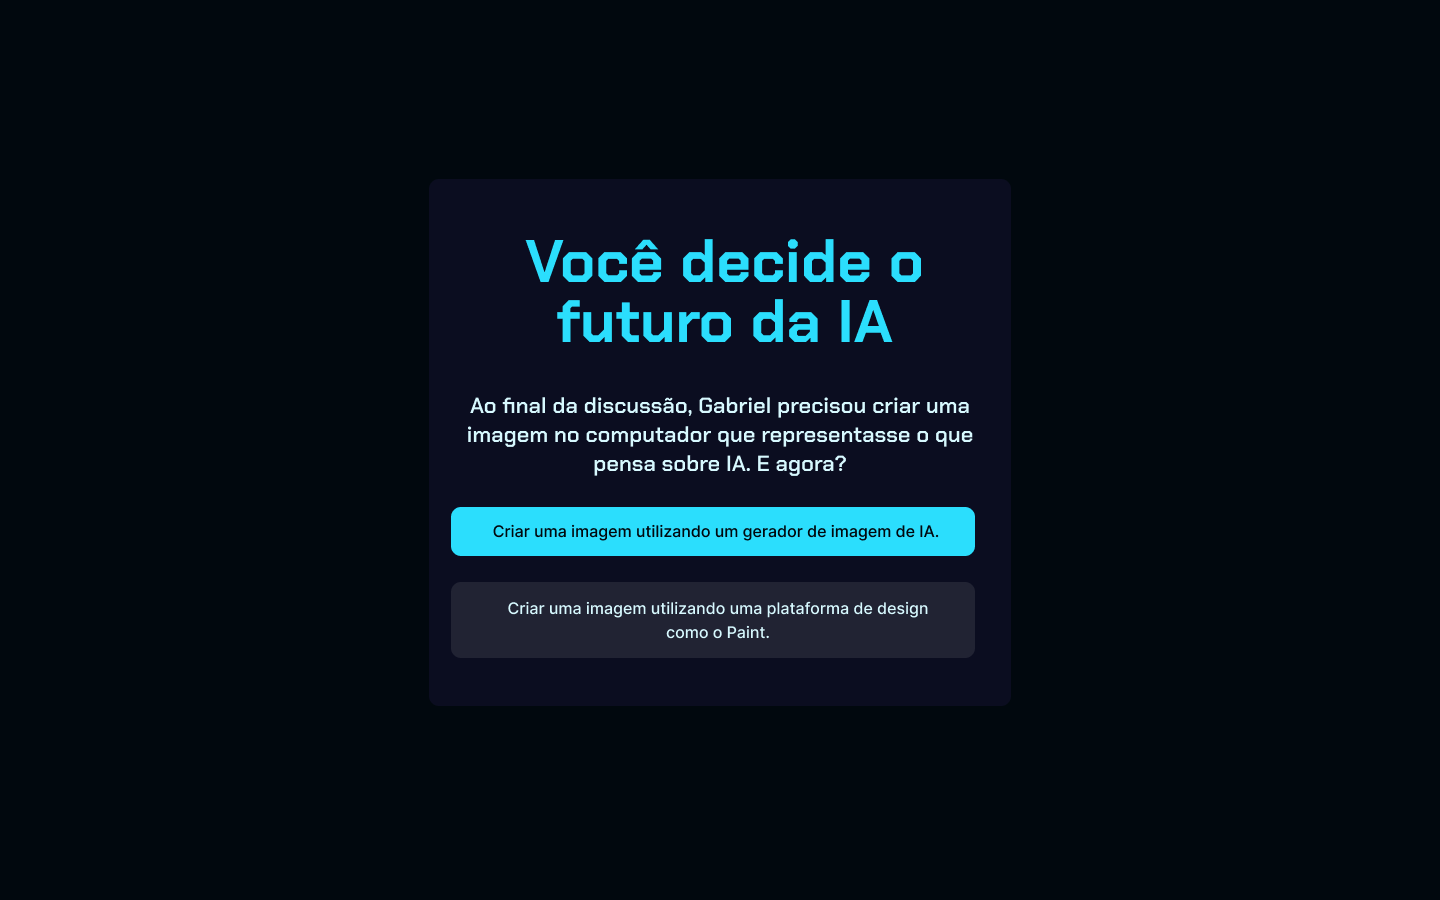 Você decide o
futuro da IA
Ao final da discussão, Gabriel precisou criar uma
imagem no computador que representasse o que
pensa sobre IA. E agora?
Criar uma imagem utilizando um gerador de imagem de IA.
Criar uma imagem utilizando uma plataforma de design
como o Paint.